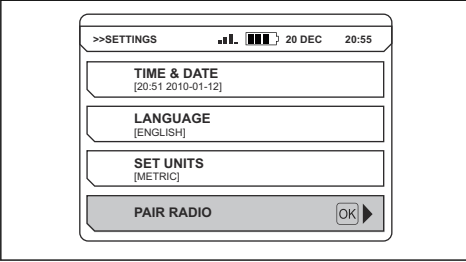 >>SETTINGS 20 DEC 20:55
TIME & DATE
[20:51 2010-01-12]
LANGUAGE
[ENGLISH]
SET UNITS
[METRIC]
PAIR RADIO OK